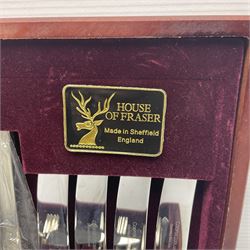 HOUSE
OF FRASER
Made in Sheffield
England